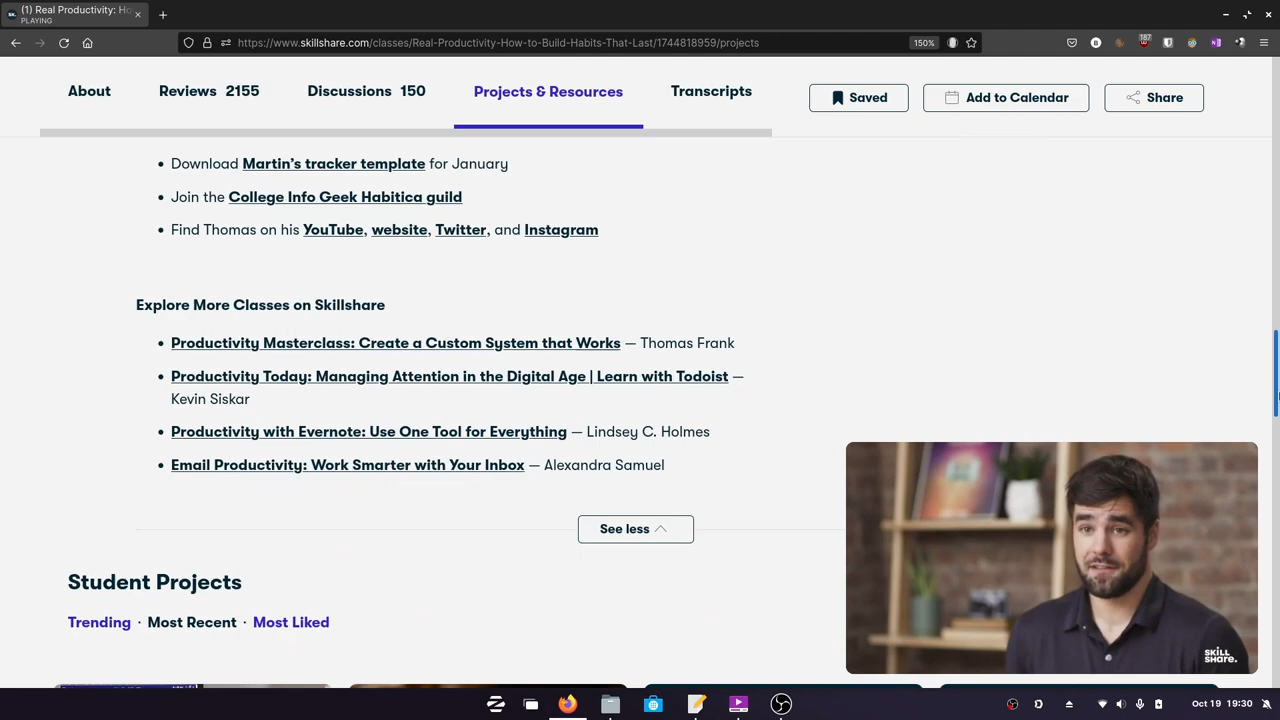 (1) Real Productivity: Ho
PLAYING
https://www.skillshare.com/classes/Real-Productivity-How-to-Build-Habits-That-Last/1744818959/projects
150%
187
About
Reviews 2155
Discussions 150
Projects & Resources
Transcripts
Saved
Add to Calendar
Share
• Download Martin's tracker template for January
• Join the College Info Geek Habitica guild
• Find Thomas on his YouTube, website, Twitter, and Instagram
Explore More Classes on Skillshare
• Productivity Masterclass: Create a Custom System that Works — Thomas Frank
• Productivity Today: Managing Attention in the Digital Age | Learn with Todoist —
Kevin Siskar
• Productivity with Evernote: Use One Tool for Everything — Lindsey C. Holmes
• Email Productivity: Work Smarter with Your Inbox — Alexandra Samuel
See less
Student Projects
Trending · Most Recent · Most Liked
SKILL
SHARE.
Oct 19 19:30